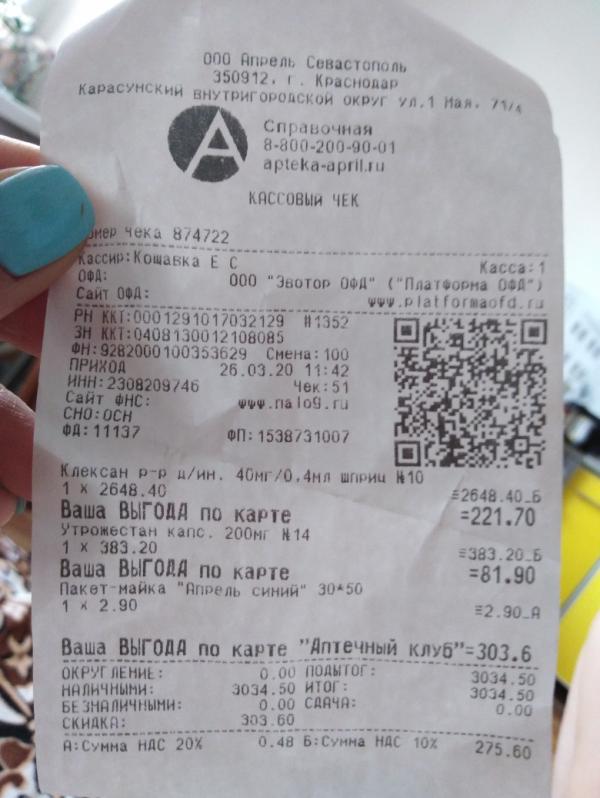 ООО Апрель Севастополь
350912, г. Краснодар
Карасунский внутригородской округ ул.1 Мая, 71/4
А
Справочная
8-800-200-90-01
apteka-april.ru
КАССОВЫЙ ЧЕК
чека 874722
Кассир:Кошавка Е С Касса:1
ОФД: ООО "Эвотор ОФД" ("Платформа ОФД")
Сайт ОФД: www.platformaofd.ru
РН ККТ:0001291017032129 #1352
ЗН ККТ:0408130012108085
ФН:9282000100353629 Смена:100
ПРИХОД 26.03.20 11:42
ИНН:2308209746 Чек:51
Сайт ФНС: www.nalog.ru
СНО:ОСН
ФД:11137 ФП:1538731007
Клексан р-р д/ин. 40мг/0,4мл шприц №10
1 × 2648.40 =2648.40_Б
Ваша ВЫГОДА по карте =221.70
Утрожестан капс. 200мг №14
1 × 383.20 =383.20_Б
Ваша ВЫГОДА по карте =81.90
Пакет-майка "Апрель синий" 30*50
1 × 2.90 =2.90_А
Ваша ВЫГОДА по карте "Аптечный клуб"=303.6
ОКРУГЛЕНИЕ: 0.00 ПОДЫТОГ: 3034.50
НАЛИЧНЫМИ: 3034.50 ИТОГ: 3034.50
БЕЗНАЛИЧНЫМИ: 0.00 СДАЧА: 0.00
СКИДКА: 303.60
А:Сумма НДС 20% 0.48 Б:Сумма НДС 10% 275.60